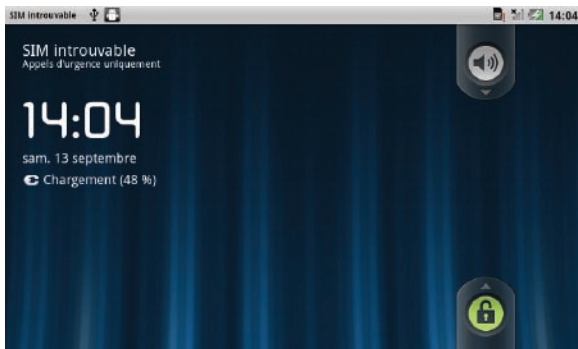 SIM introuvable
14:04
SIM introuvable
Appels d'urgence uniquement
14:04
sam. 13 septembre
Chargement (48 %)